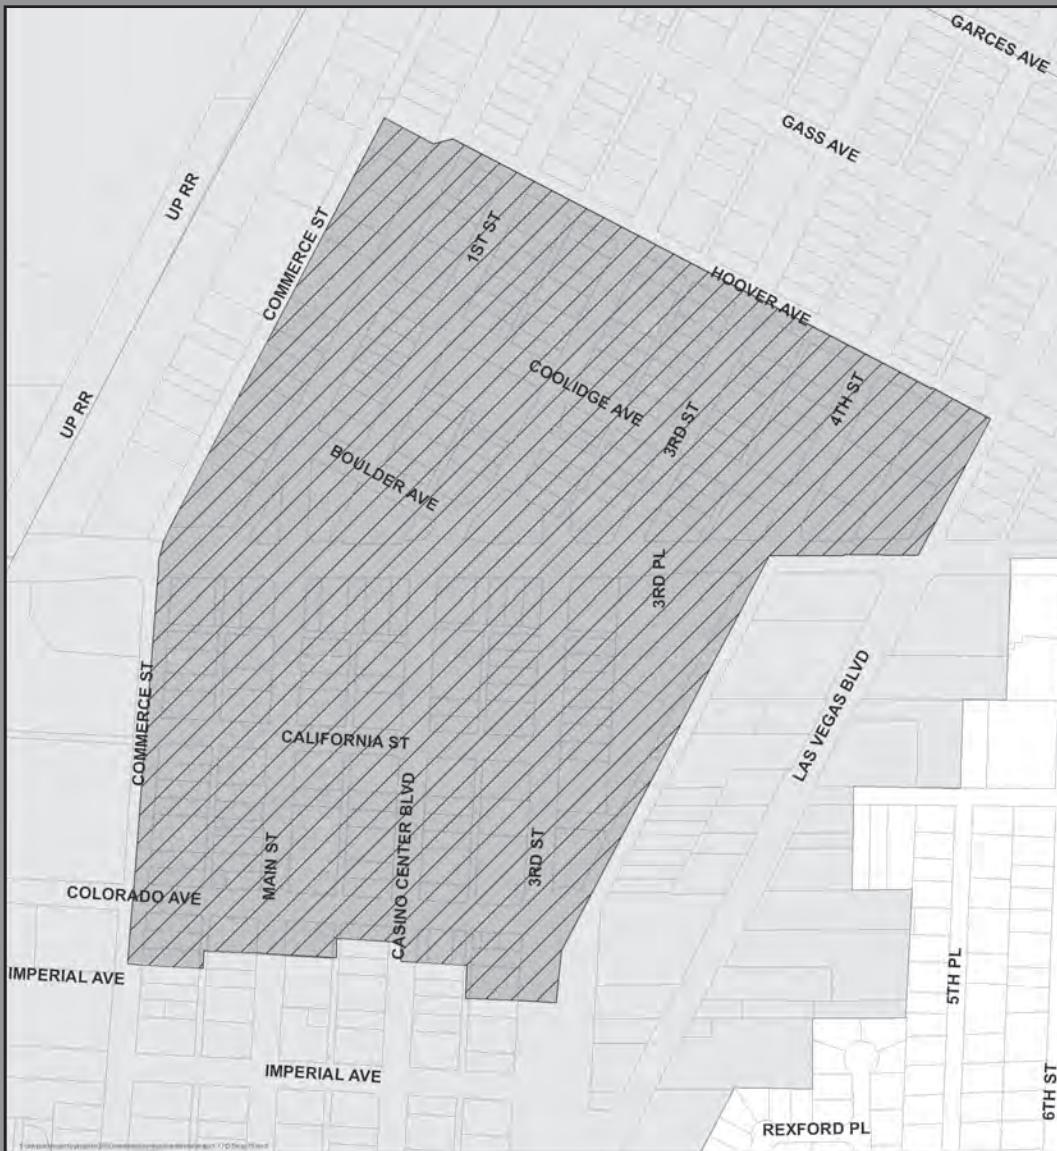 GARCES AVE
GASS AVE
UP RR
COMMERCE ST
1ST ST
HOOVER AVE
COOLIDGE AVE
4TH ST
3RD ST
UP RR
BOULDER AVE
3RD PL
COMMERCE ST
LAS VEGAS BLVD
CALIFORNIA ST
MAIN ST
CASINO CENTER BLVD
3RD ST
COLORADO AVE
IMPERIAL AVE
5TH PL
IMPERIAL AVE
6TH ST
REXFORD PL